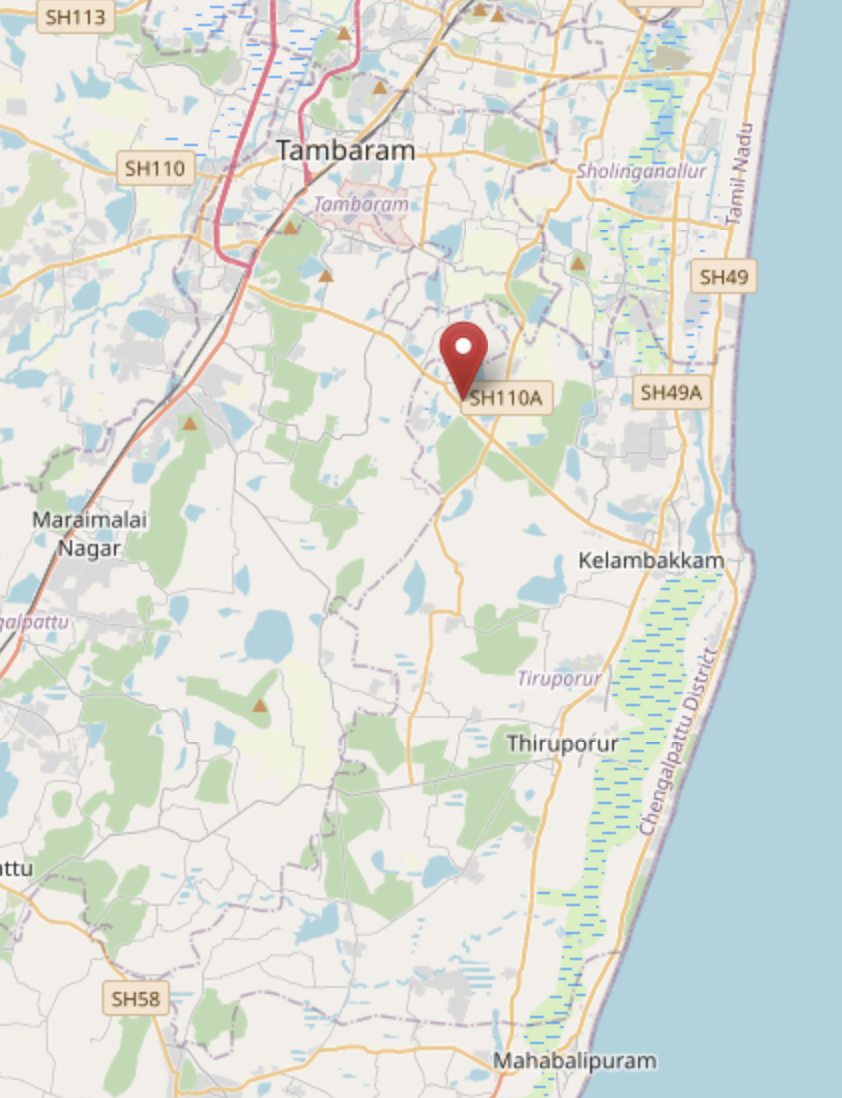 SH113
Tambaram
SH110
Sholinganallur
Tamil Nadu
Tambaram
SH49
SH110A
SH49A
Maraimalai
Nagar
Kelambakkam
galpattu
Tiruporur
Chengalpattu District
Thiruporur
attu
SH58
Mahabalipuram